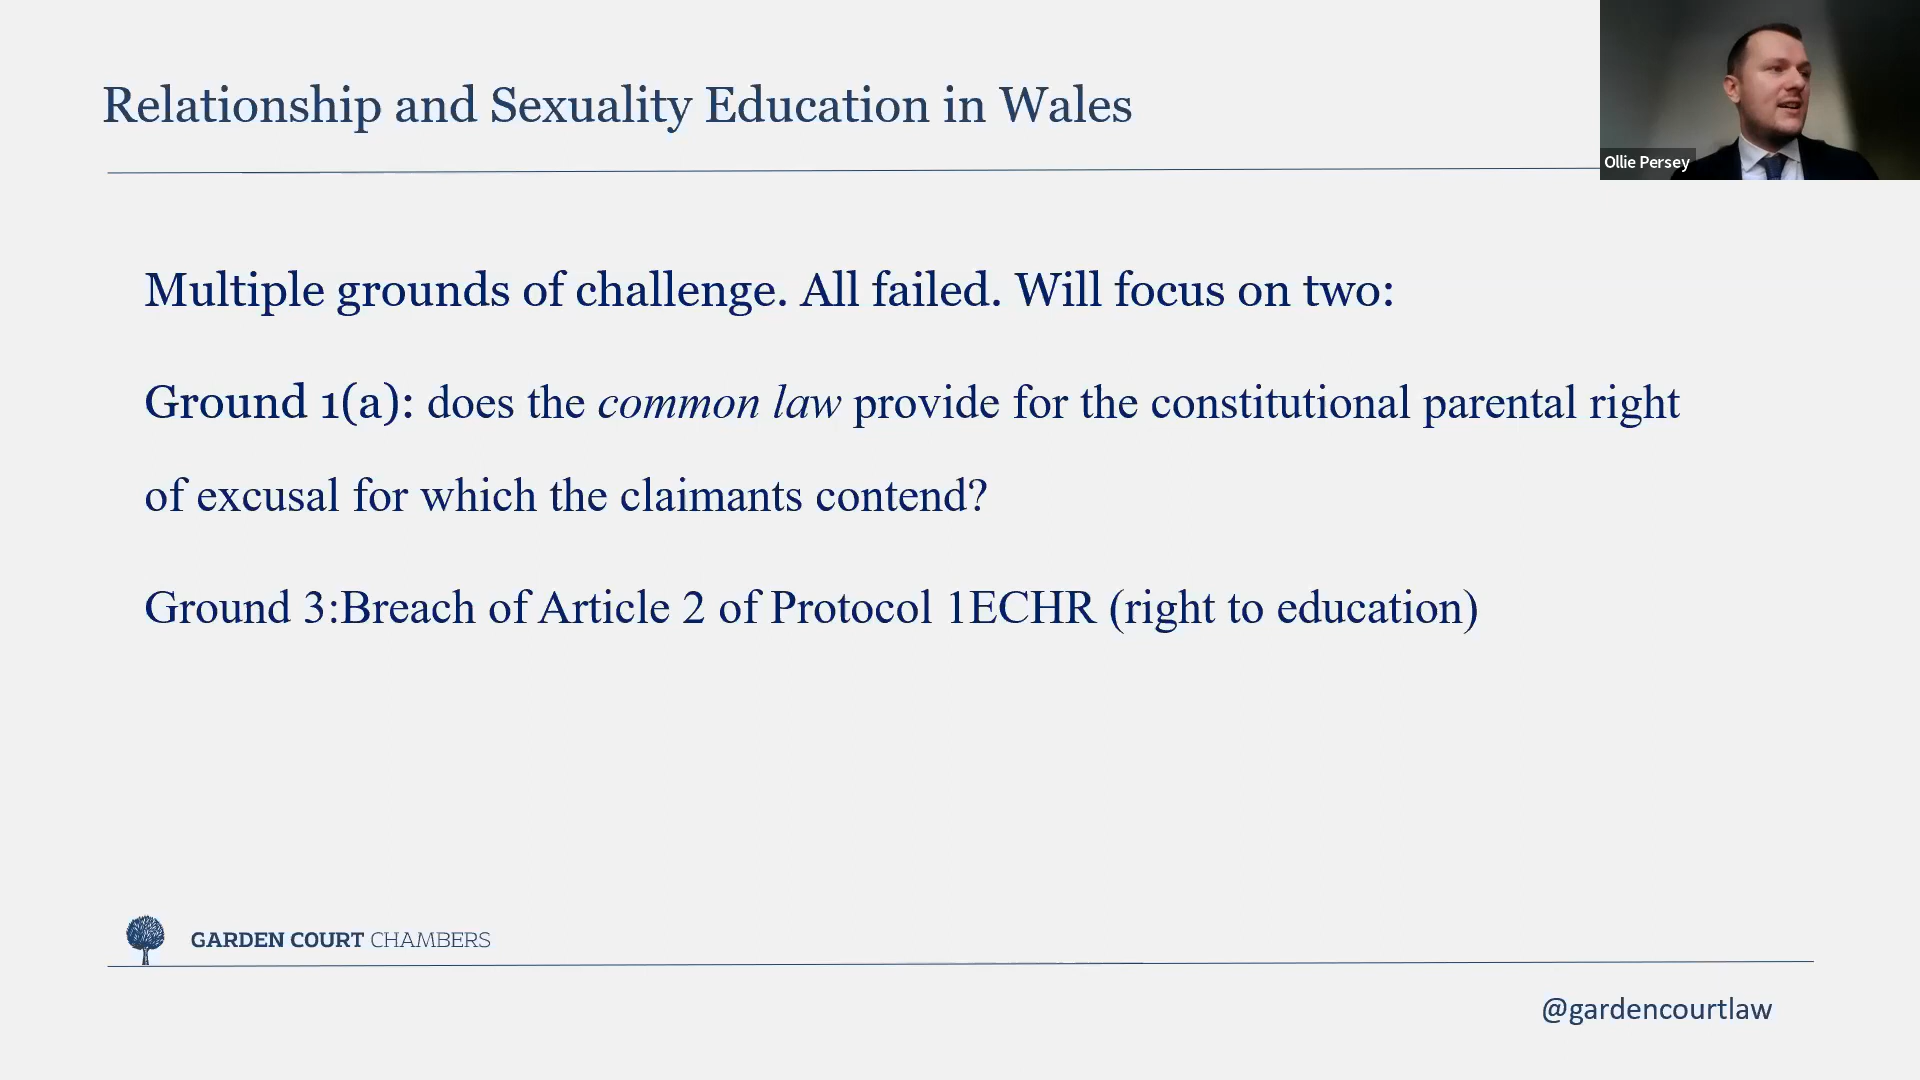 Relationship and Sexuality Education in Wales
Ollie Persey
Multiple grounds of challenge. All failed. Will focus on two:
Ground 1(a): does the common law provide for the constitutional parental right
of excusal for which the claimants contend?
Ground 3:Breach of Article 2 of Protocol 1ECHR (right to education)
GARDEN COURT CHAMBERS
@gardencourtlaw